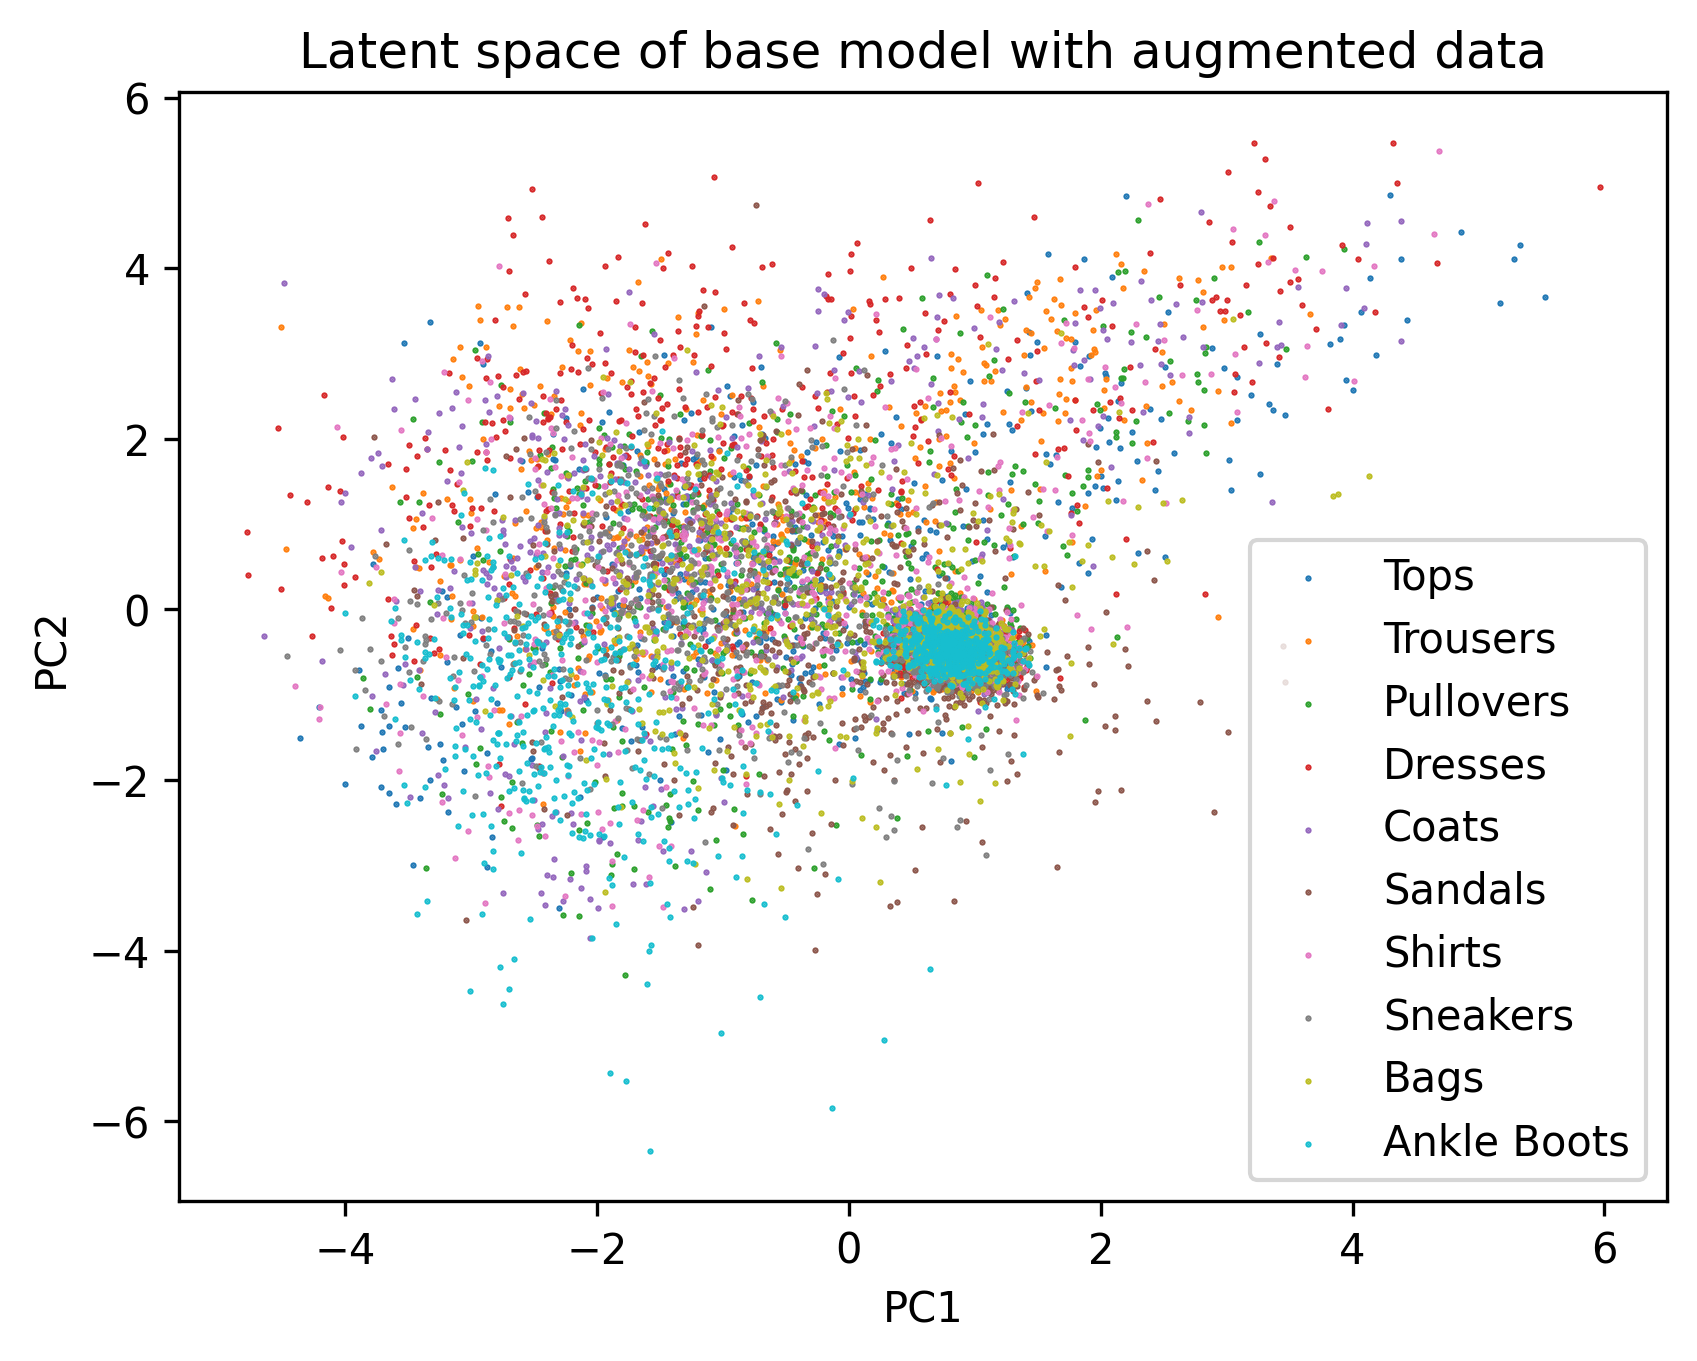 Latent space of base model with augmented data
6
4
2
0
−2
−4
−6
PC2
−4
−2
0
2
4
6
PC1
Tops
Trousers
Pullovers
Dresses
Coats
Sandals
Shirts
Sneakers
Bags
Ankle Boots